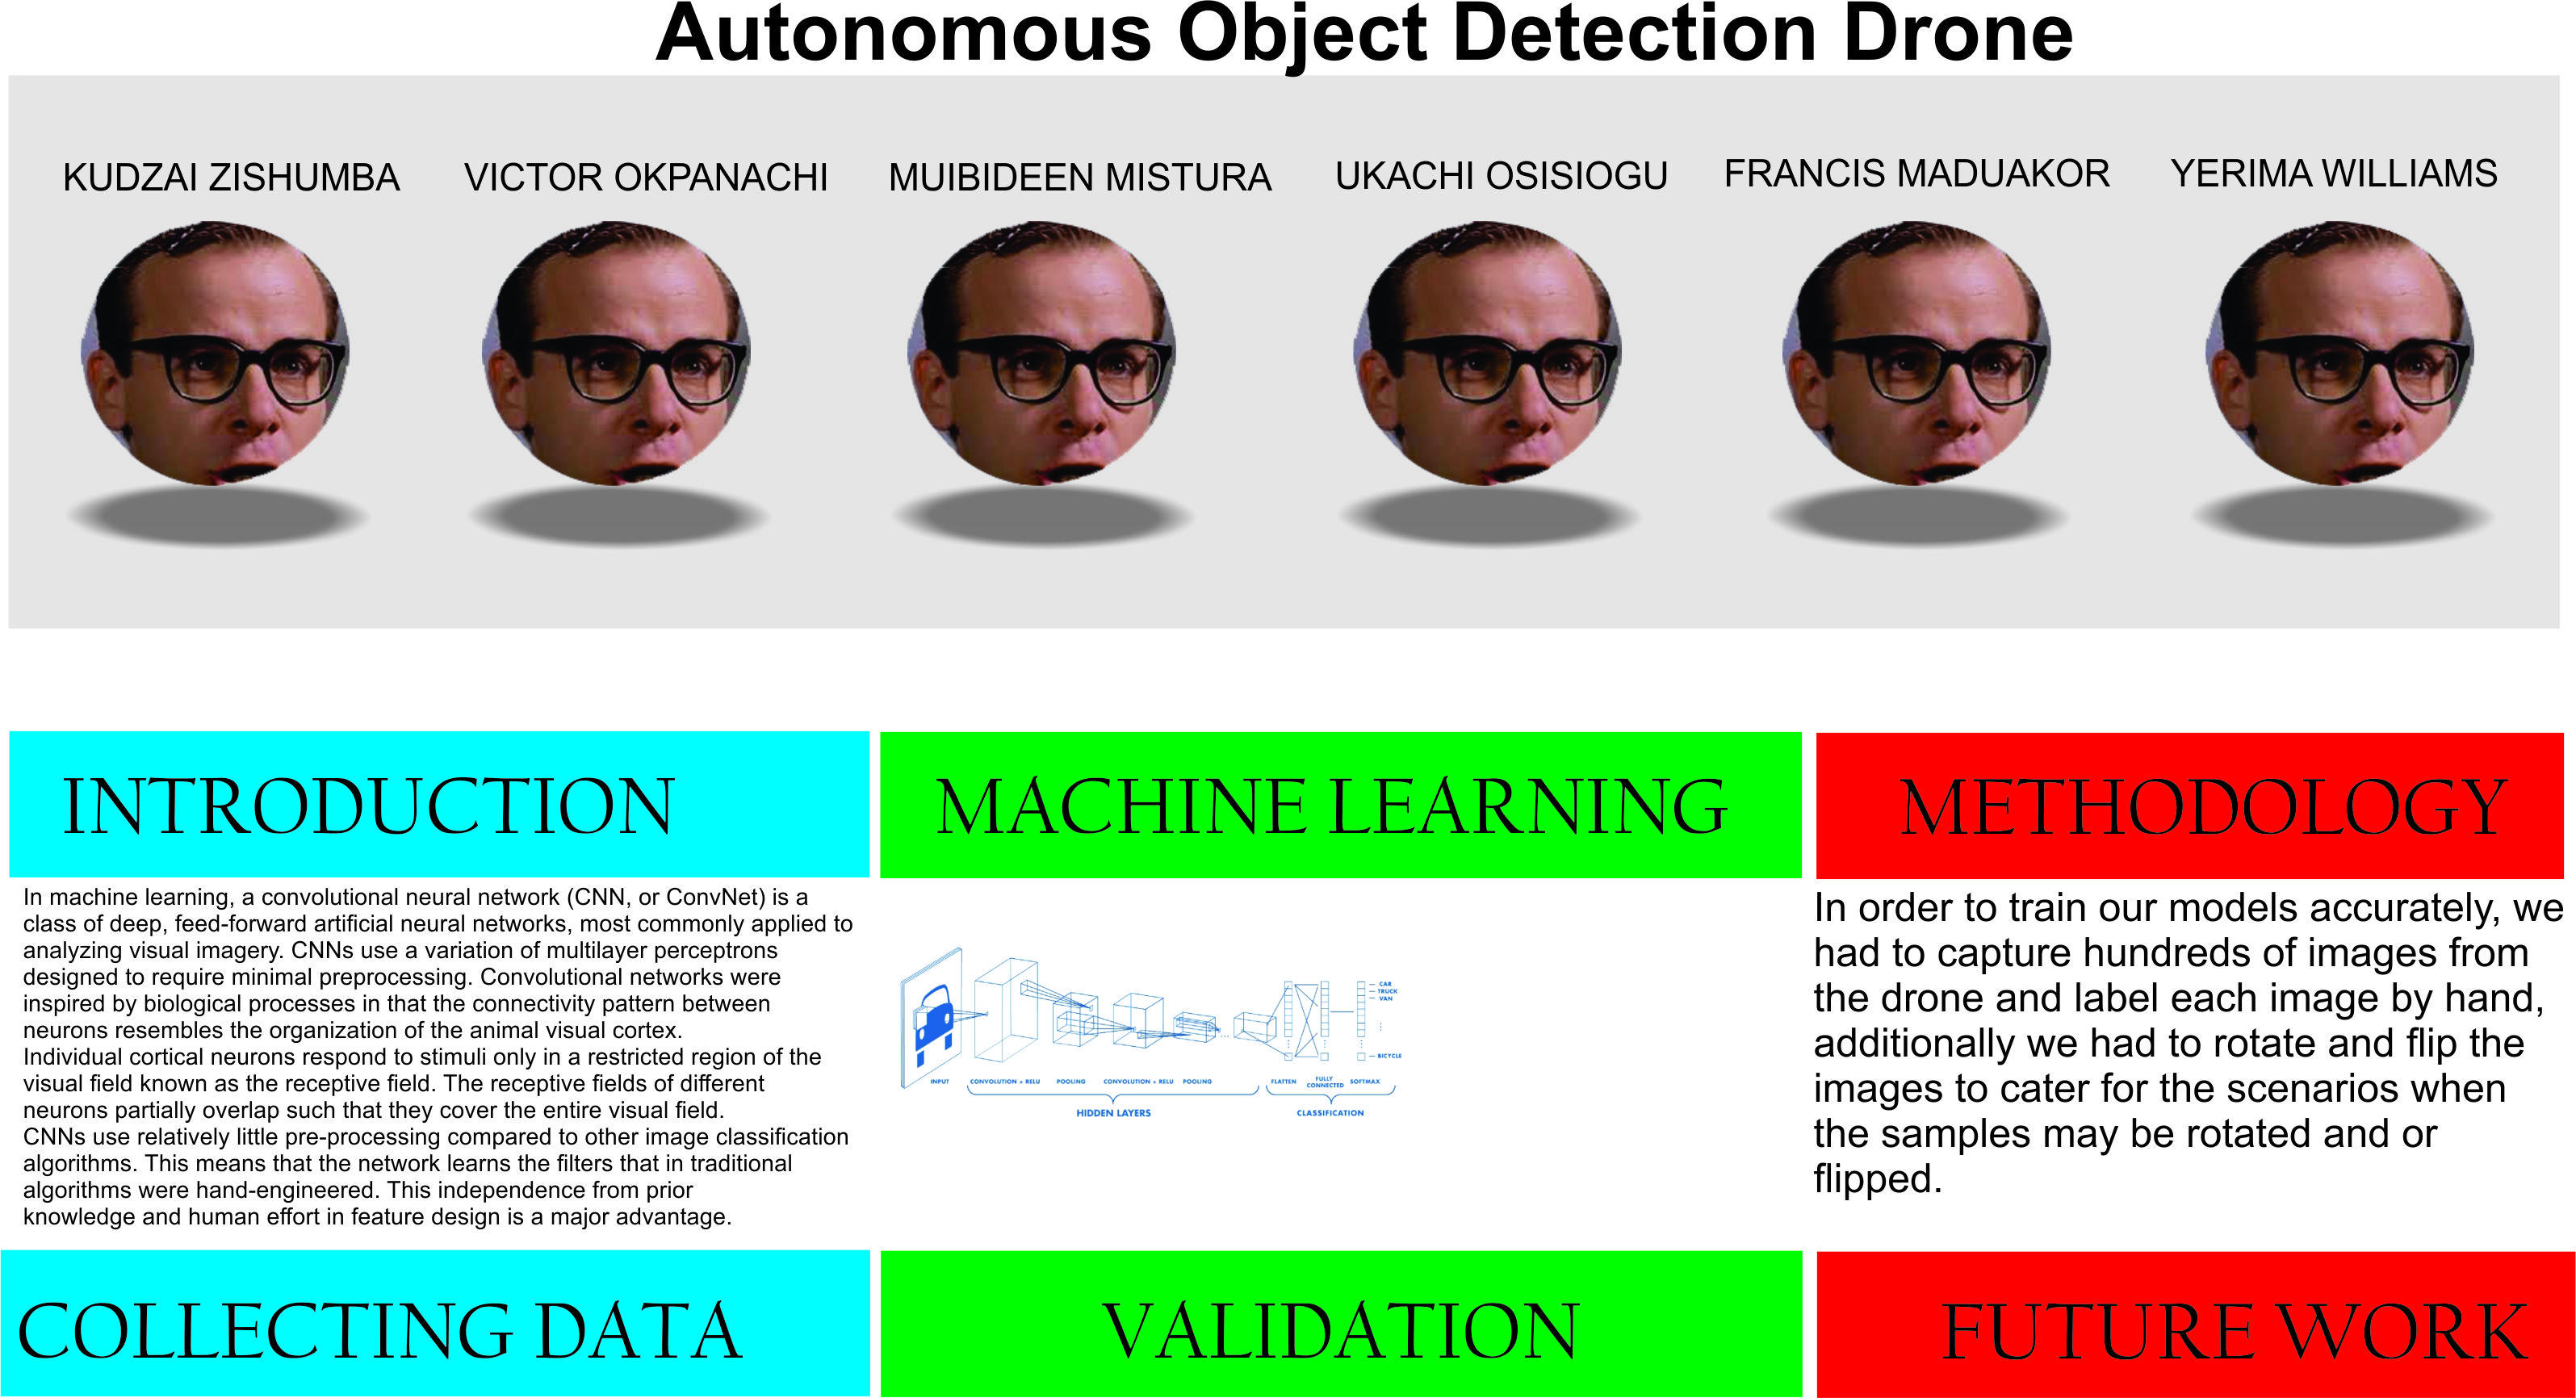 Autonomous Object Detection Drone
KUDZAI ZISHUMBA
VICTOR OKPANACHI
MUIBIDEEN MISTURA
UKACHI OSISIOGU
FRANCIS MADUAKOR
YERIMA WILLIAMS
INTRODUCTION
In machine learning, a convolutional neural network (CNN, or ConvNet) is a
class of deep, feed-forward artificial neural networks, most commonly applied to
analyzing visual imagery. CNNs use a variation of multilayer perceptrons
designed to require minimal preprocessing. Convolutional networks were
inspired by biological processes in that the connectivity pattern between
neurons resembles the organization of the animal visual cortex.
Individual cortical neurons respond to stimuli only in a restricted region of the
visual field known as the receptive field. The receptive fields of different
neurons partially overlap such that they cover the entire visual field.
CNNs use relatively little pre-processing compared to other image classification
algorithms. This means that the network learns the filters that in traditional
algorithms were hand-engineered. This independence from prior
knowledge and human effort in feature design is a major advantage.
MACHINE LEARNING
CAR
TRUCK
VAN
BICYCLE
INPUT
CONVOLUTION + RELU
POOLING
CONVOLUTION + RELU
POOLING
FLATTEN
FULLY
CONNECTED
SOFTMAX
HIDDEN LAYERS
CLASSIFICATION
METHODOLOGY
In order to train our models accurately, we
had to capture hundreds of images from
the drone and label each image by hand,
additionally we had to rotate and flip the
images to cater for the scenarios when
the samples may be rotated and or
flipped.
COLLECTING DATA
VALIDATION
FUTURE WORK